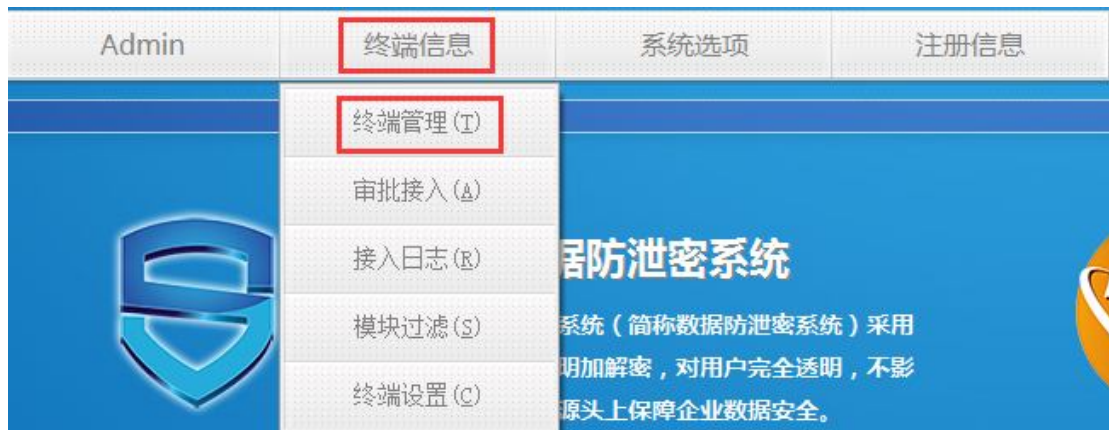 Admin 终端信息 系统选项 注册信息
终端管理(T)
审批接入(A)
接入日志(R)
模块过滤(S)
终端设置(C)
居防泄密系统
系统（简称数据防泄密系统）采用
明加解密，对用户完全透明，不影
源头上保障企业数据安全。